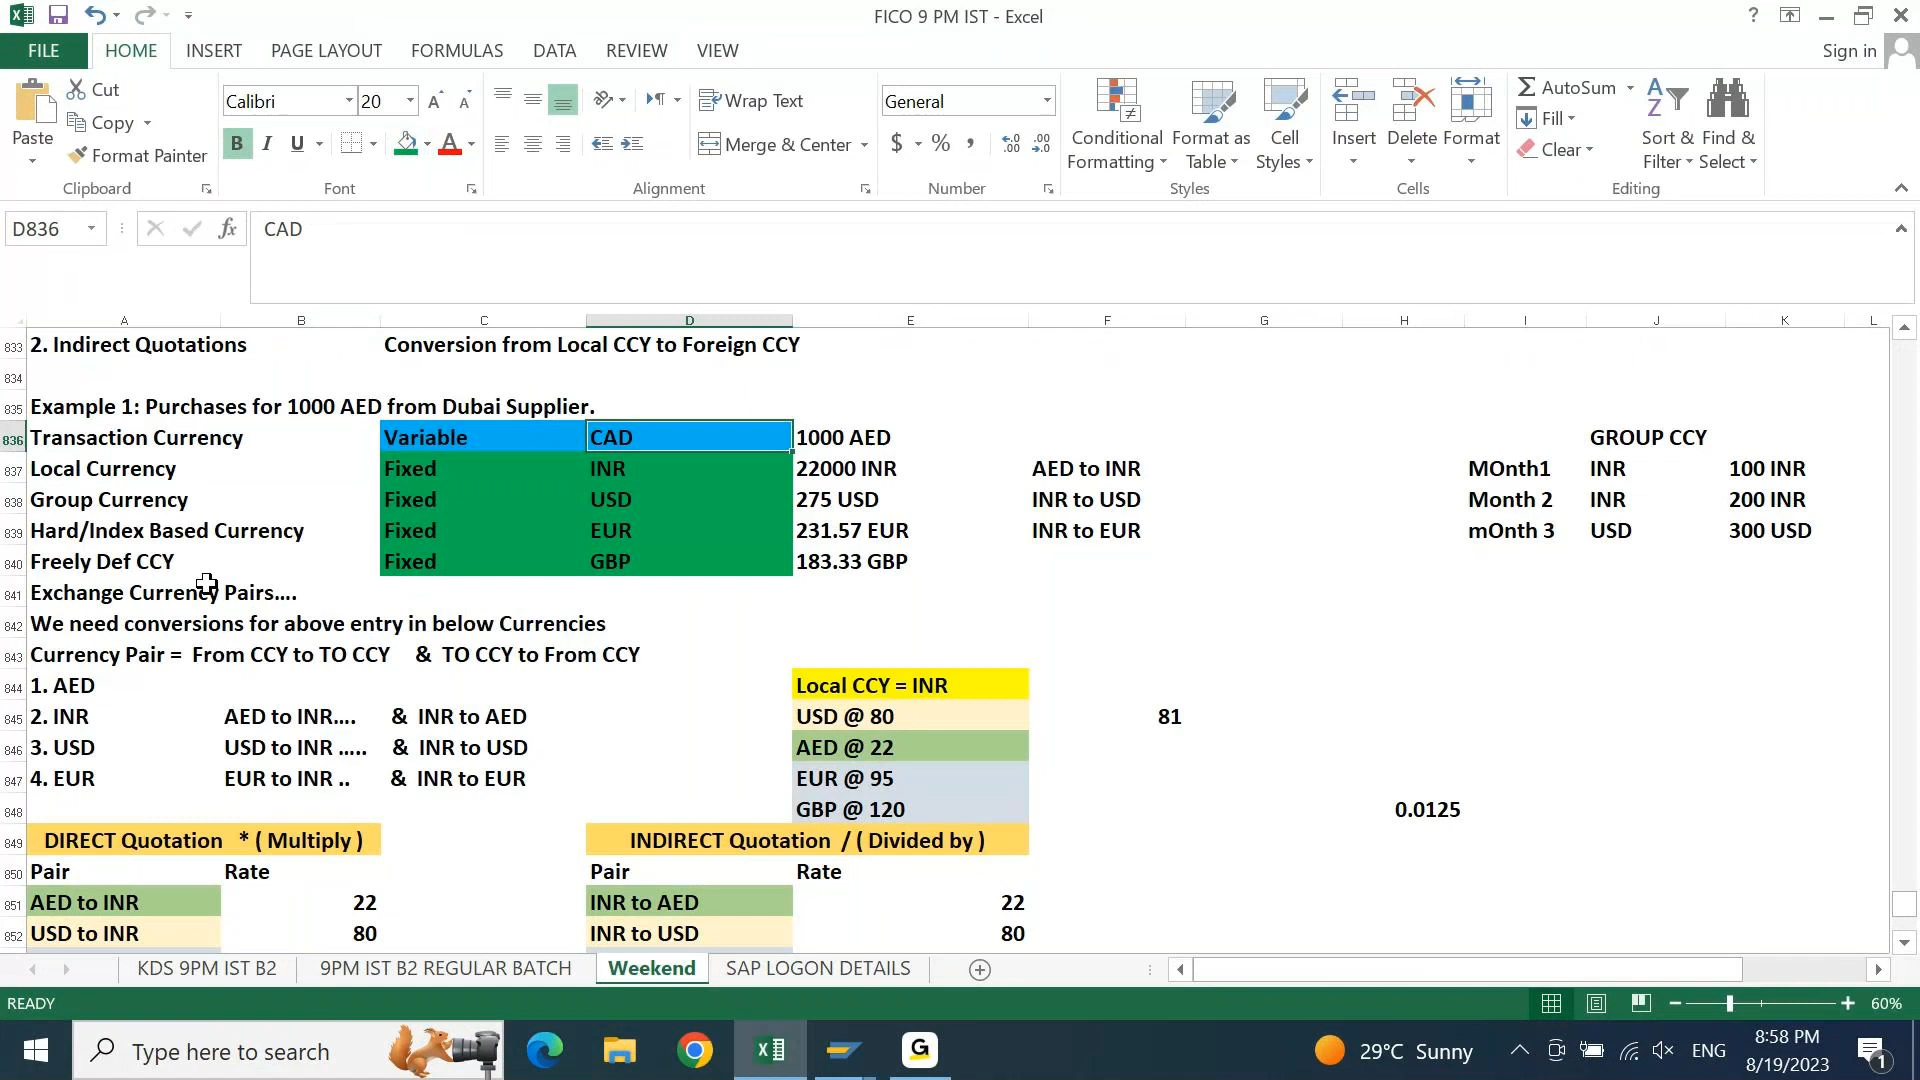 FICO 9 PM IST - Excel
?
FILE
HOME
INSERT
PAGE LAYOUT
FORMULAS
DATA
REVIEW
VIEW
Sign in
Paste
Cut
Copy
Format Painter
Clipboard
Calibri
20
B I U
Font
Wrap Text
Merge & Center
Alignment
General
$ % ,
Number
Conditional Formatting
Format as Table
Cell Styles
Styles
Insert
Delete
Format
Cells
AutoSum
Fill
Clear
Sort & Filter
Find & Select
Editing
D836
fx
CAD
A B C D E F G H I J K L
833 2. Indirect Quotations Conversion from Local CCY to Foreign CCY
834
835 Example 1: Purchases for 1000 AED from Dubai Supplier.
836 Transaction Currency Variable CAD 1000 AED GROUP CCY
837 Local Currency Fixed INR 22000 INR AED to INR MOnth1 INR 100 INR
838 Group Currency Fixed USD 275 USD INR to USD Month 2 INR 200 INR
839 Hard/Index Based Currency Fixed EUR 231.57 EUR INR to EUR mOnth 3 USD 300 USD
840 Freely Def CCY Fixed GBP 183.33 GBP
841 Exchange Currency Pairs....
842 We need conversions for above entry in below Currencies
843 Currency Pair = From CCY to TO CCY & TO CCY to From CCY
844 1. AED Local CCY = INR
845 2. INR AED to INR.... & INR to AED USD @ 80 81
846 3. USD USD to INR ..... & INR to USD AED @ 22
847 4. EUR EUR to INR .. & INR to EUR EUR @ 95
848 GBP @ 120 0.0125
849 DIRECT Quotation * ( Multiply ) INDIRECT Quotation / ( Divided by )
850 Pair Rate Pair Rate
851 AED to INR 22 INR to AED 22
852 USD to INR 80 INR to USD 80
KDS 9PM IST B2
9PM IST B2 REGULAR BATCH
Weekend
SAP LOGON DETAILS
READY
60%
Type here to search
29°C Sunny
ENG
8:58 PM
8/19/2023
1